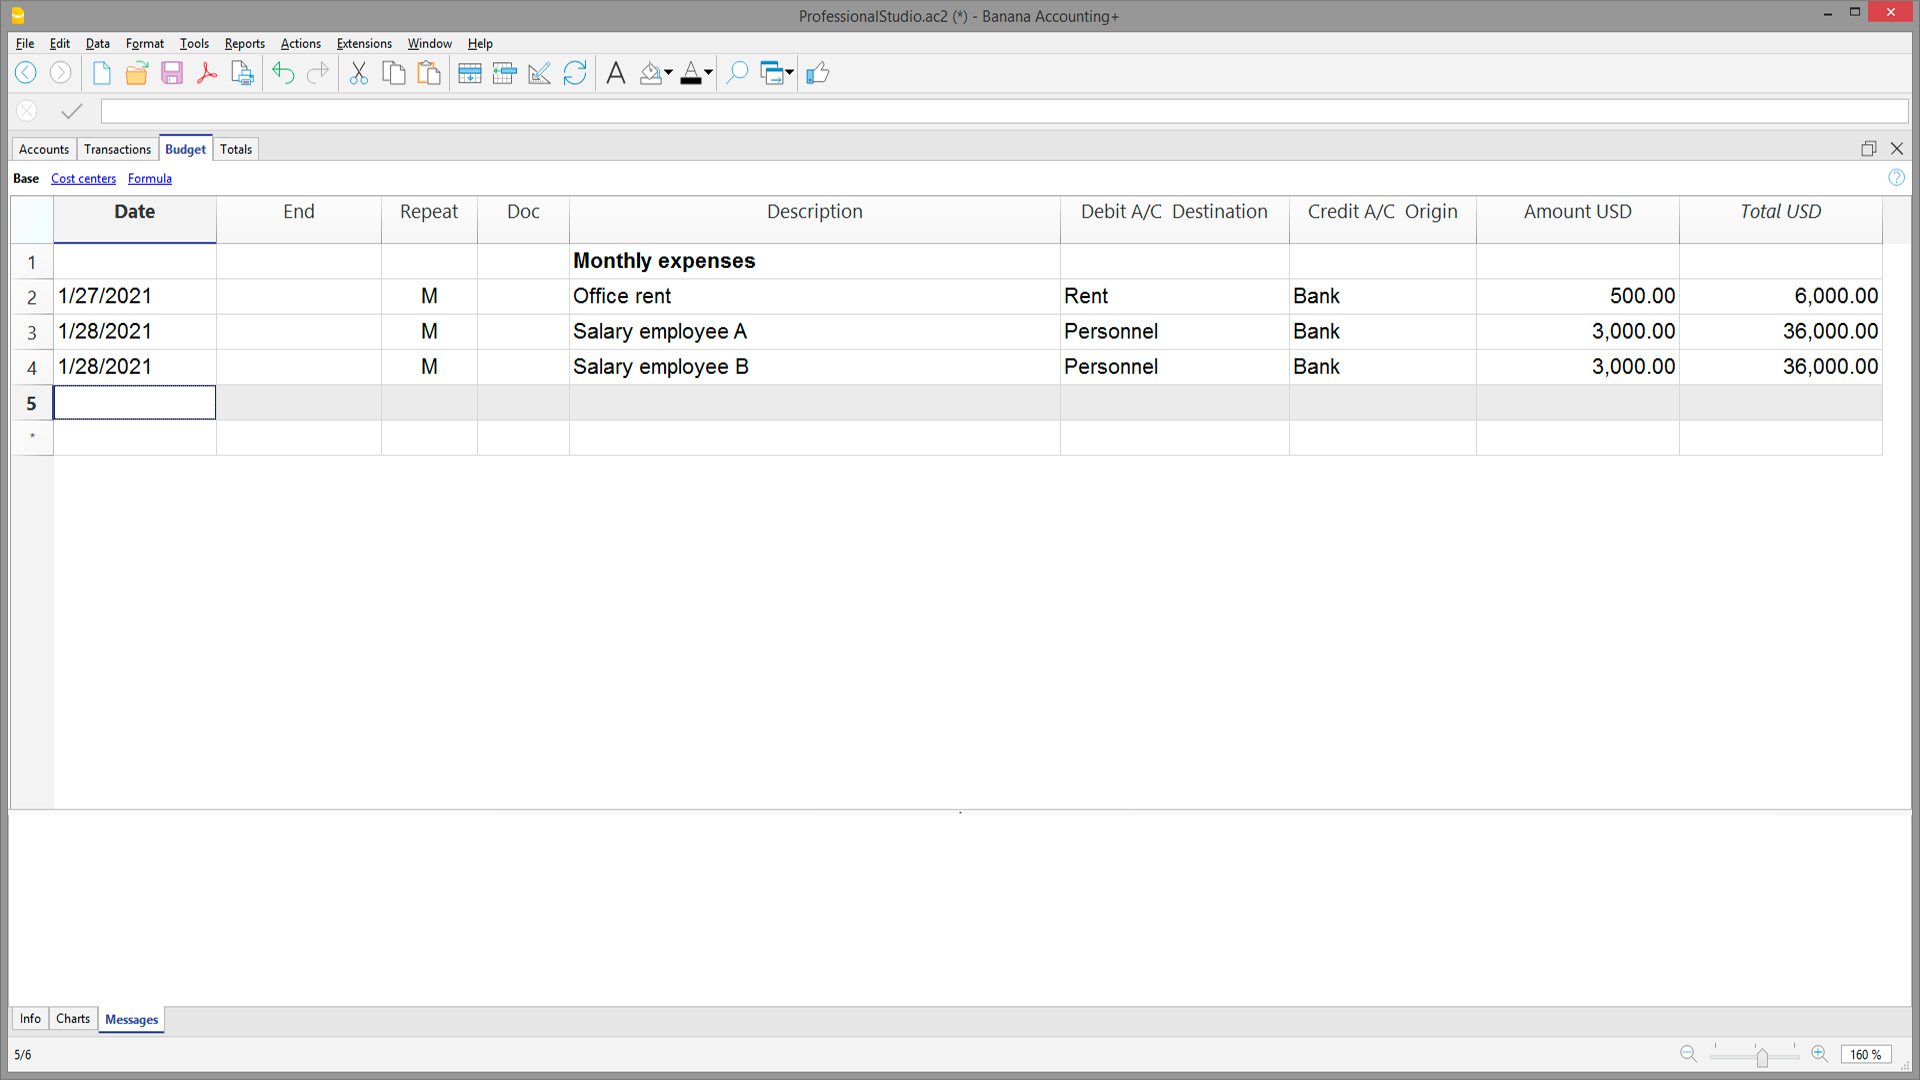 ProfessionalStudio.ac2 (*) - Banana Accounting+
File Edit Data Format Tools Reports Actions Extensions Window Help
Accounts Transactions Budget Totals
Base Cost centers Formula
Date End Repeat Doc Description Debit A/C Destination Credit A/C Origin Amount USD Total USD
1 Monthly expenses
2 1/27/2021 M Office rent Rent Bank 500.00 6,000.00
3 1/28/2021 M Salary employee A Personnel Bank 3,000.00 36,000.00
4 1/28/2021 M Salary employee B Personnel Bank 3,000.00 36,000.00
5
*
Info Charts Messages
5/6 160 %